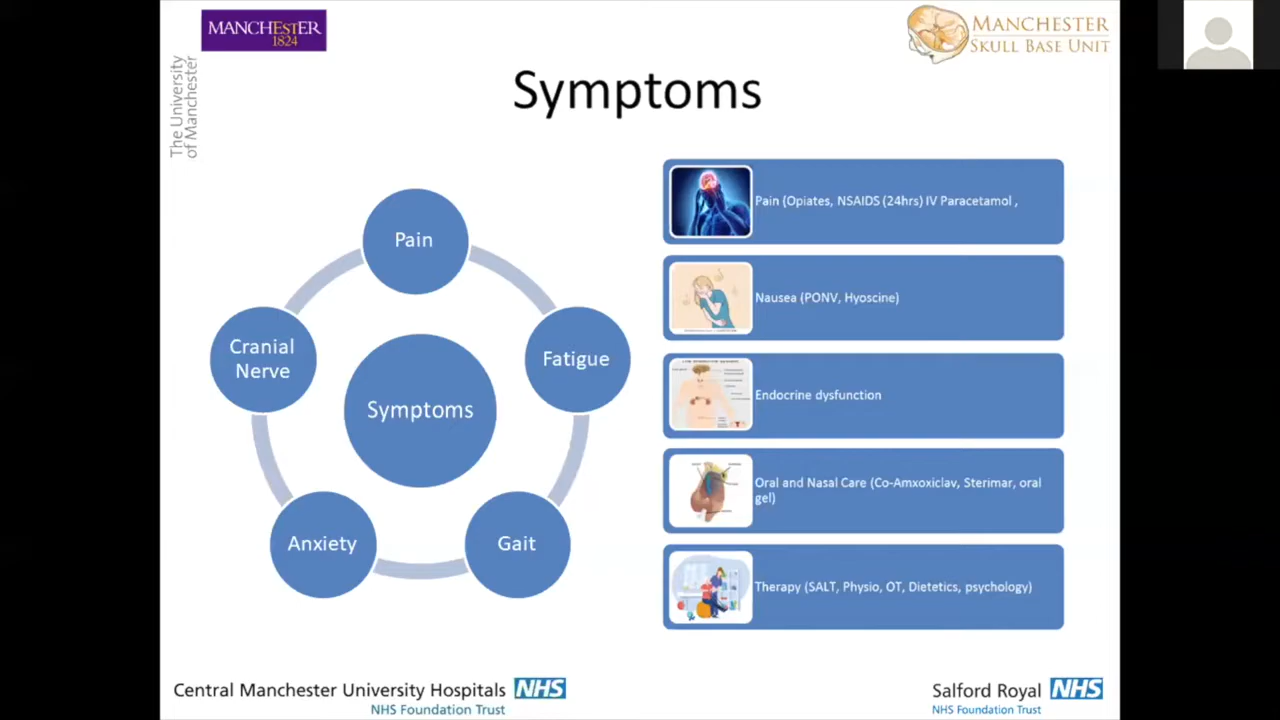 MANCHESTER
1824
The University
of Manchester
MANCHESTER
SKULL BASE UNIT
Symptoms
Pain
Fatigue
Gait
Anxiety
Cranial
Nerve
Symptoms
Pain (Opiates, NSAIDS (24hrs) IV Paracetamol ,
Nausea (PONV, Hyoscine)
Endocrine dysfunction
Oral and Nasal Care (Co-Amxoxiclav, Sterimar, oral
gel)
Therapy (SALT, Physio, OT, Dietetics, psychology)
Central Manchester University Hospitals NHS
NHS Foundation Trust
Salford Royal NHS
NHS Foundation Trust